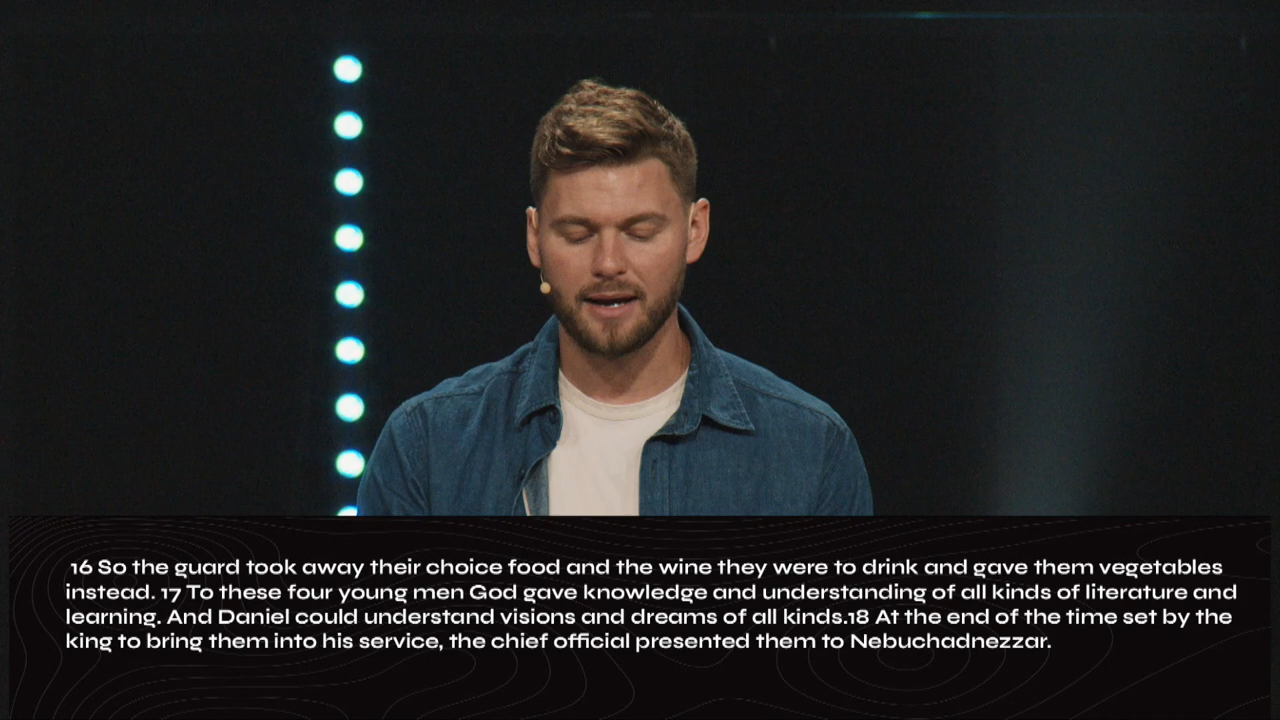 16 So the guard took away their choice food and the wine they were to drink and gave them vegetables
instead. 17 To these four young men God gave knowledge and understanding of all kinds of literature and
learning. And Daniel could understand visions and dreams of all kinds.18 At the end of the time set by the
king to bring them into his service, the chief official presented them to Nebuchadnezzar.